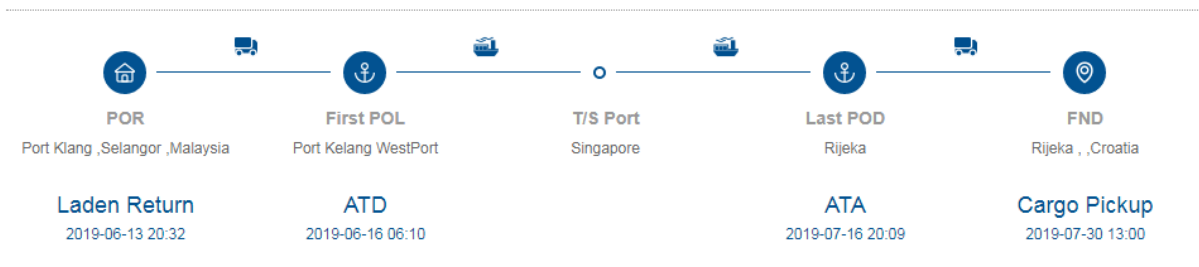 POR
First POL
T/S Port
Last POD
FND
Port Klang ,Selangor ,Malaysia
Port Kelang WestPort
Singapore
Rijeka
Rijeka , ,Croatia
Laden Return
ATD
ATA
Cargo Pickup
2019-06-13 20:32
2019-06-16 06:10
2019-07-16 20:09
2019-07-30 13:00